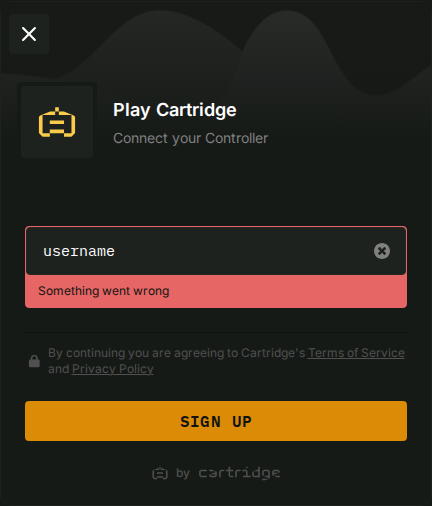 Play Cartridge
Connect your Controller
username
Something went wrong
By continuing you are agreeing to Cartridge's Terms of Service
and Privacy Policy
SIGN UP
by cartridge